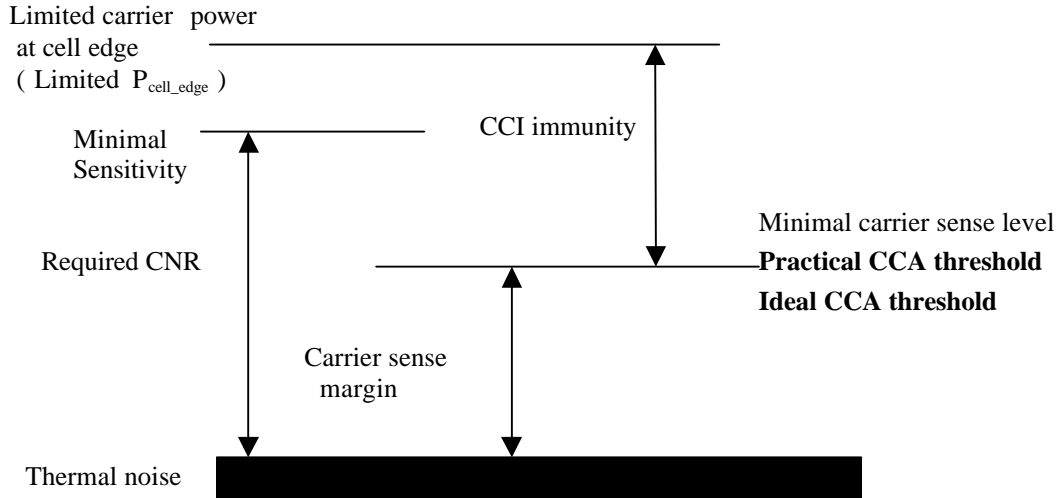 Limited carrier power
at cell edge
( Limited P_cell_edge )
CCI immunity
Minimal
Sensitivity
Minimal carrier sense level
Required CNR
Practical CCA threshold
Ideal CCA threshold
Carrier sense
margin
Thermal noise